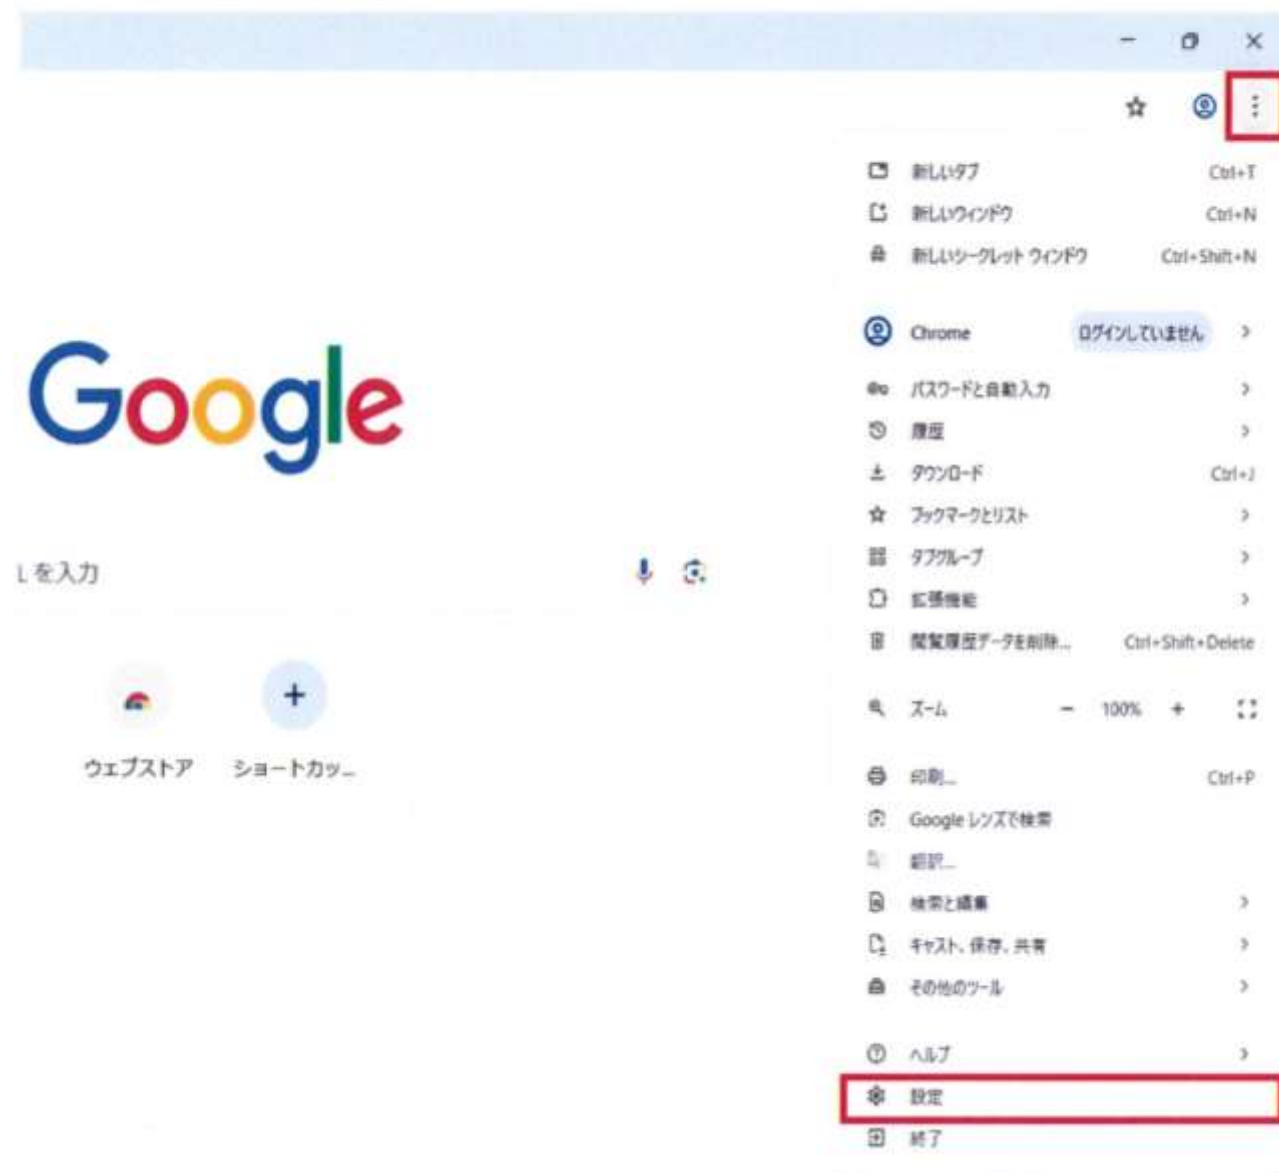 新しいタブ Ctrl+T
新しいウィンドウ Ctrl+N
新しいシークレット ウィンドウ Ctrl+Shift+N
Chrome ログインしていません
Google
パスワードと自動入力
履歴
ダウンロード Ctrl+J
ブックマークとリスト
タブグループ
L を入力
拡張機能
閲覧履歴データを削除... Ctrl+Shift+Delete
ズーム - 100% +
ウェブストア ショートカッ...
印刷... Ctrl+P
Google レンズで検索
翻訳...
検索と編集
キャスト、保存、共有
その他のツール
ヘルプ
設定
終了